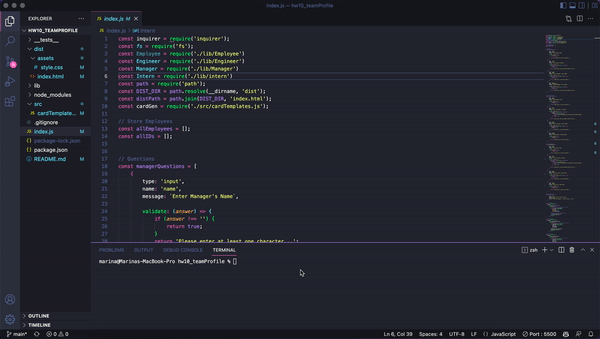 index.js — hw10_teamProfile
EXPLORER
HW10_TEAMPROFILE
__tests__
dist
assets
style.css M
index.html M
lib
node_modules
src
cardTemplates.j...
.gitignore
index.js M
package-lock.json
package.json M
README.md M
OUTLINE
TIMELINE
index.js M
index.js > Intern
1 const inquirer = require('inquirer');
2 const fs = require("fs");
3 const Employee = require('./lib/Employee')
4 const Engineer = require('./lib/Engineer')
5 const Manager = require('./lib/Manager')
6 const Intern = require('./lib/intern')
7 const path = require('path');
8 const DIST_DIR = path.resolve(__dirname, 'dist');
9 const distPath = path.join(DIST_DIR, 'index.html');
10 const cardGen = require('./src/cardTemplates.js');
11
12 // Store Employees
13 const allEmployees = [];
14 const allIDs = [];
15
16
17 // Questions
18 const managerQuestions = [
19 {
20 type: 'input',
21 name: 'name',
22 message: `Enter Manager's Name`,
23
24 validate: (answer) => {
25 if (answer !== '') {
26 return true;
27 }
28 return 'Please enter at least one character...';
PROBLEMS OUTPUT DEBUG CONSOLE TERMINAL
zsh
marina@Marinas-MacBook-Pro hw10_teamProfile %
main* 0 0
Ln 6, Col 39 Spaces: 4 UTF-8 LF JavaScript Port : 5500